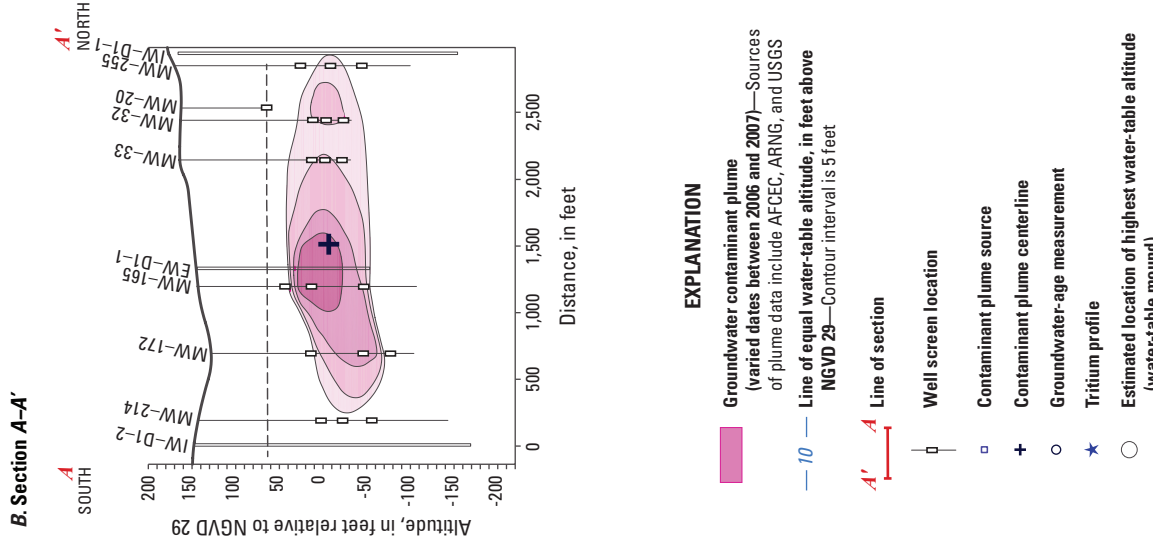 B. Section A–A′
A
SOUTH
A′
NORTH
IW–D1–2
MW–214
MW–172
MW–165
EW–D1–1
MW–33
MW–32
MW–20
MW–255
IW–D1–1
200
150
100
50
0
-50
-100
-150
-200
Altitude, in feet relative to NGVD 29
0
500
1,000
1,500
2,000
2,500
Distance, in feet
EXPLANATION
Groundwater contaminant plume
(varied dates between 2006 and 2007)—Sources
of plume data include AFCEC, ARNG, and USGS
— 10 — Line of equal water-table altitude, in feet above
NGVD 29—Contour interval is 5 feet
A′ A Line of section
Well screen location
Contaminant plume source
Contaminant plume centerline
Groundwater-age measurement
Tritium profile
Estimated location of highest water-table altitude
(water-table mound)